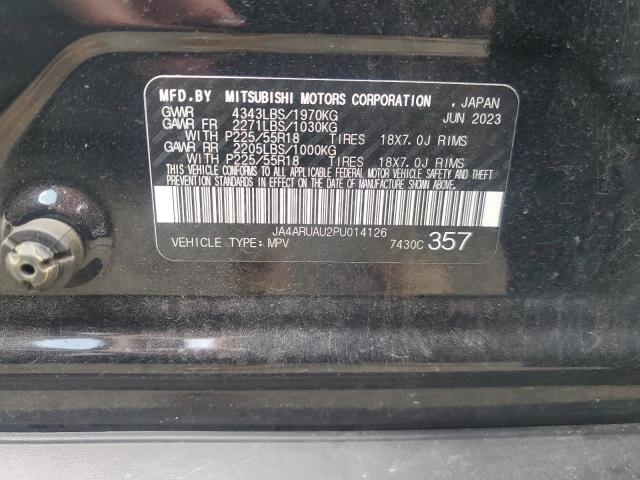 MFD.BY MITSUBISHI MOTORS CORPORATION , JAPAN
GVWR 4343LBS/1970KG JUN 2023
GAWR FR 2271LBS/1030KG
WITH P225/55R18 TIRES 18X7.0J RIMS
GAWR RR 2205LBS/1000KG
WITH P225/55R18 TIRES 18X7.0J RIMS
THIS VEHICLE CONFORMS TO ALL APPLICABLE FEDERAL MOTOR VEHICLE SAFETY, BUMPER, AND THEFT
PREVENTION STANDARDS IN EFFECT ON THE DATE OF MANUFACTURE SHOWN ABOVE.
JA4ARUAU2PU014126
VEHICLE TYPE:MPV 7430C 357